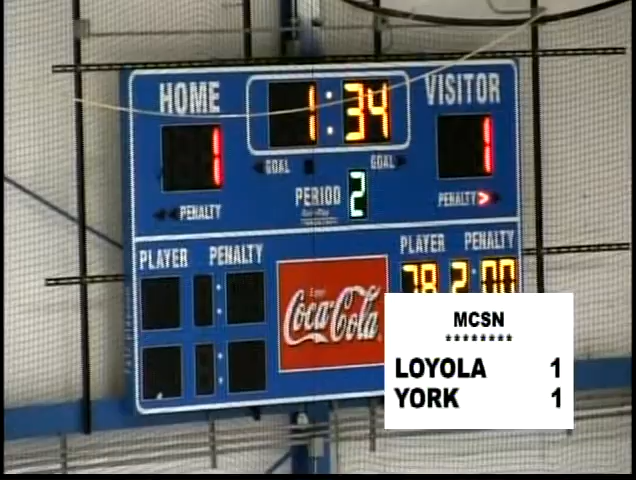 HOME
1:34
VISITOR
1
1
GOAL
GOAL
PENALTY
PERIOD 2
PENALTY >
PLAYER PENALTY
PLAYER PENALTY
78 2:00
Enjoy
Coca-Cola
MCSN
********
LOYOLA 1
YORK 1